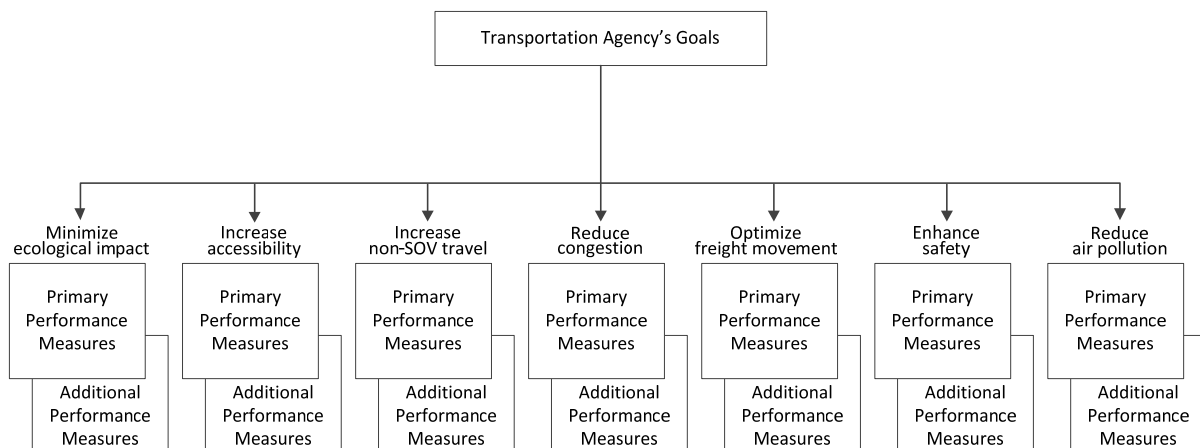 Transportation Agency’s Goals
Minimize
ecological impact
Increase
accessibility
Increase
non-SOV travel
Reduce
congestion
Optimize
freight movement
Enhance
safety
Reduce
air pollution
Primary
Performance
Measures
Primary
Performance
Measures
Primary
Performance
Measures
Primary
Performance
Measures
Primary
Performance
Measures
Primary
Performance
Measures
Primary
Performance
Measures
Additional
Performance
Measures
Additional
Performance
Measures
Additional
Performance
Measures
Additional
Performance
Measures
Additional
Performance
Measures
Additional
Performance
Measures
Additional
Performance
Measures